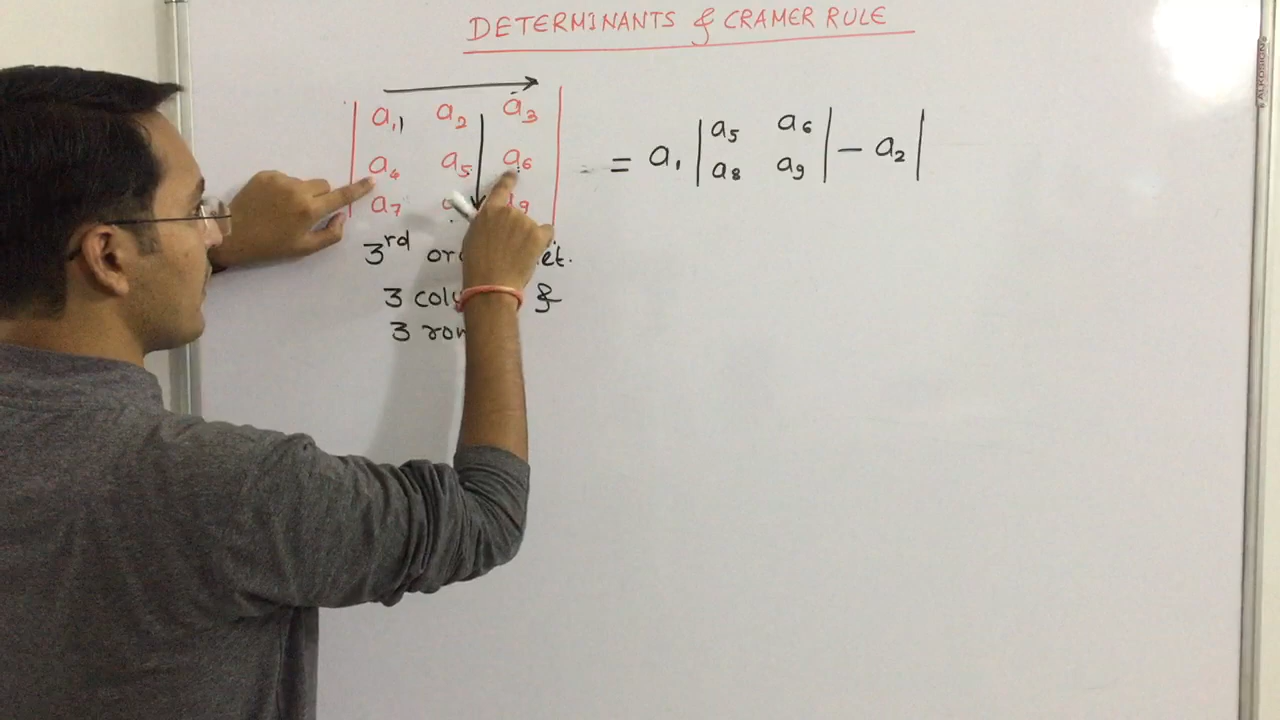 DETERMINANTS & CRAMER RULE
a₁ a₂ a₃
a₄ a₅ a₆ = a₁ | a₅ a₆ | - a₂ |
a₇ | a₈ a₉ |
3rd
3 &
3
ALKOSIGN